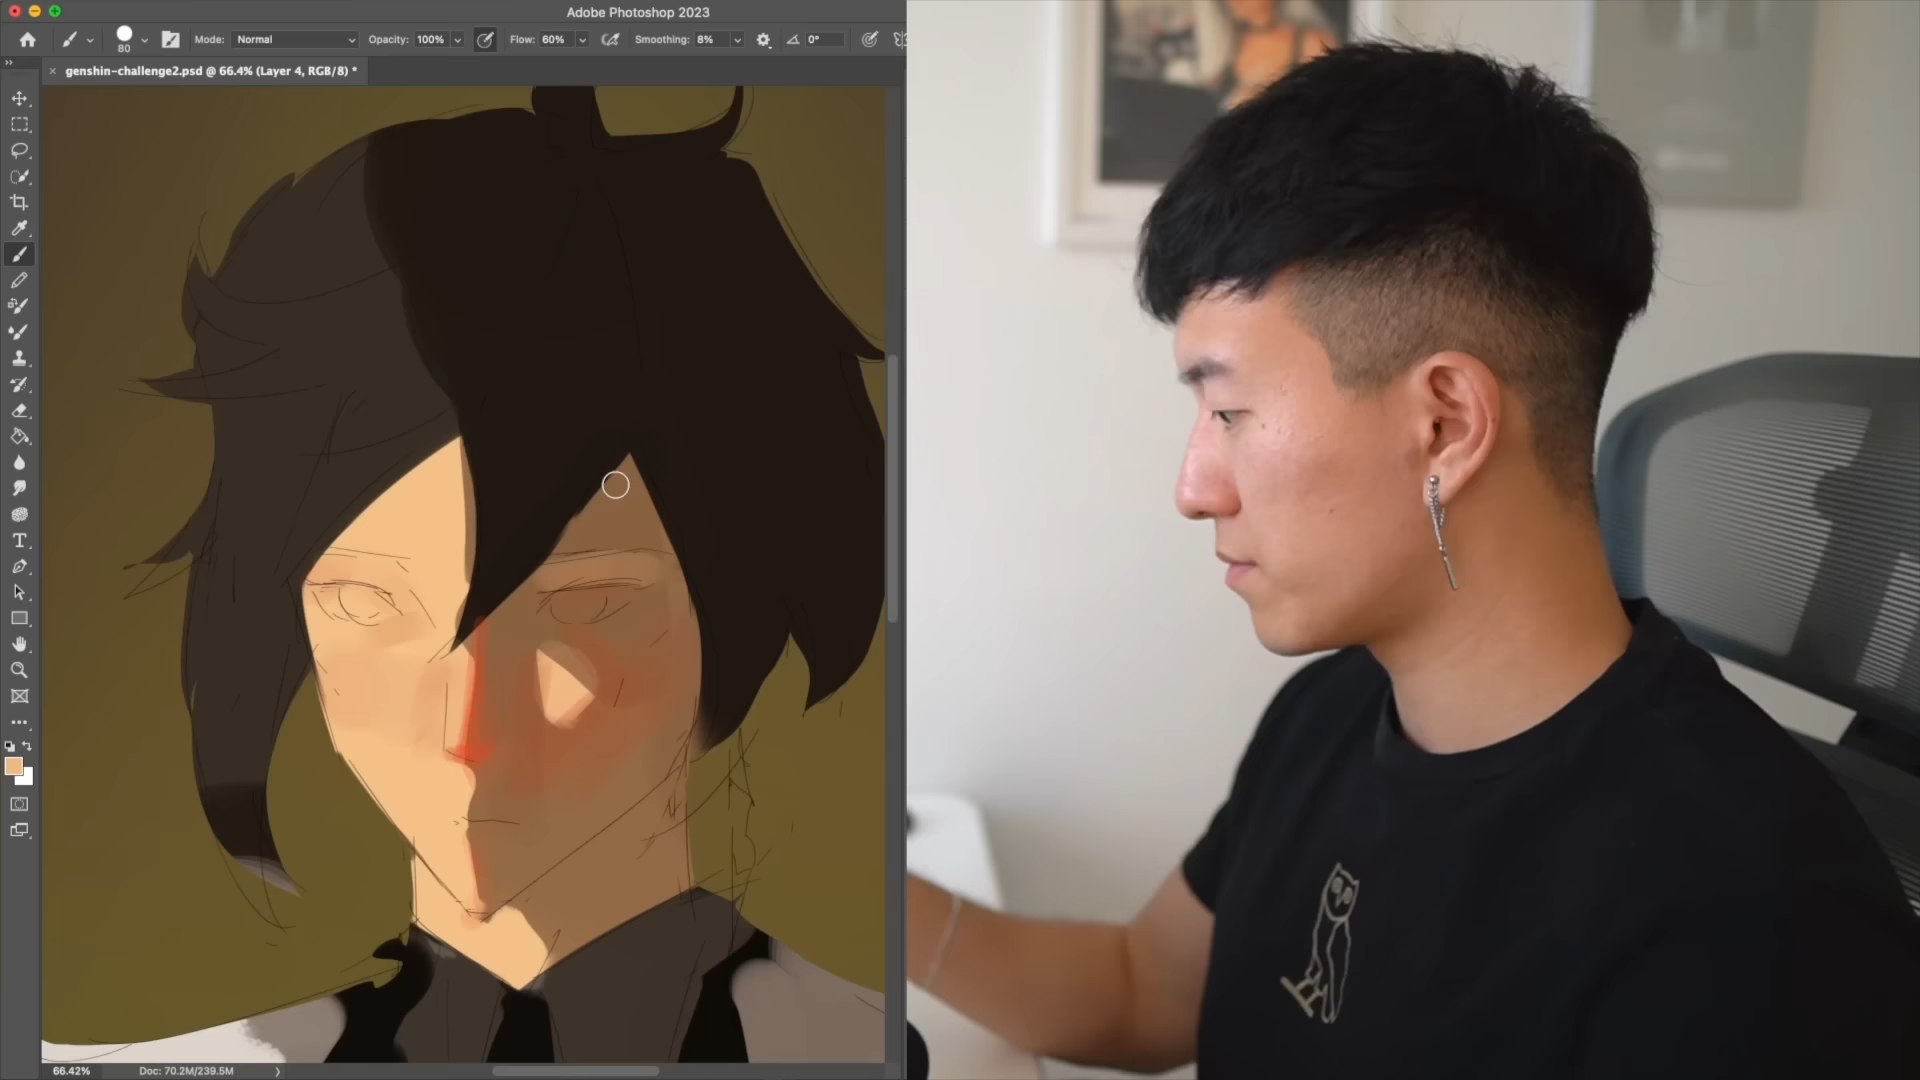 Adobe Photoshop 2023
80
Mode: Normal
Opacity: 100%
Flow: 60%
Smoothing: 8%
0°
genshin-challenge2.psd @ 66.4% (Layer 4, RGB/8) *
66.42%
Doc: 70.2M/239.5M